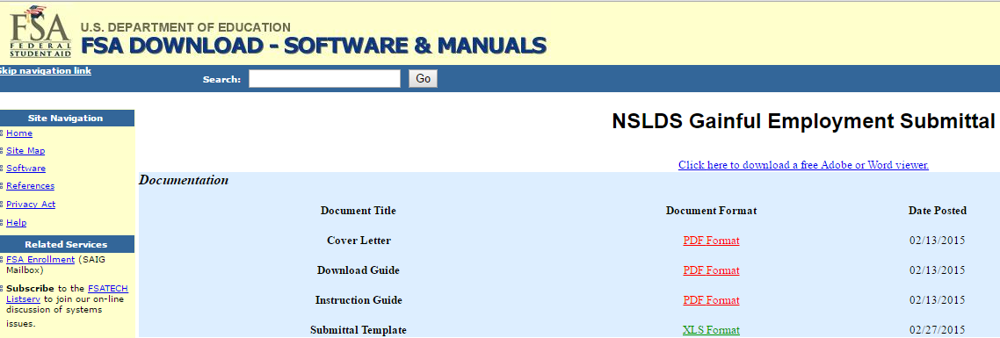 FSA
FEDERAL
STUDENT AID
U.S. DEPARTMENT OF EDUCATION
FSA DOWNLOAD - SOFTWARE & MANUALS
Skip navigation link
Search: Go
Site Navigation
Home
Site Map
Software
References
Privacy Act
Help
Related Services
FSA Enrollment (SAIG
Mailbox)
Subscribe to the FSATECH
Listserv to join our on-line
discussion of systems
issues.
NSLDS Gainful Employment Submittal
Click here to download a free Adobe or Word viewer.
Documentation
Document Title Document Format Date Posted
Cover Letter PDF Format 02/13/2015
Download Guide PDF Format 02/13/2015
Instruction Guide PDF Format 02/13/2015
Submittal Template XLS Format 02/27/2015